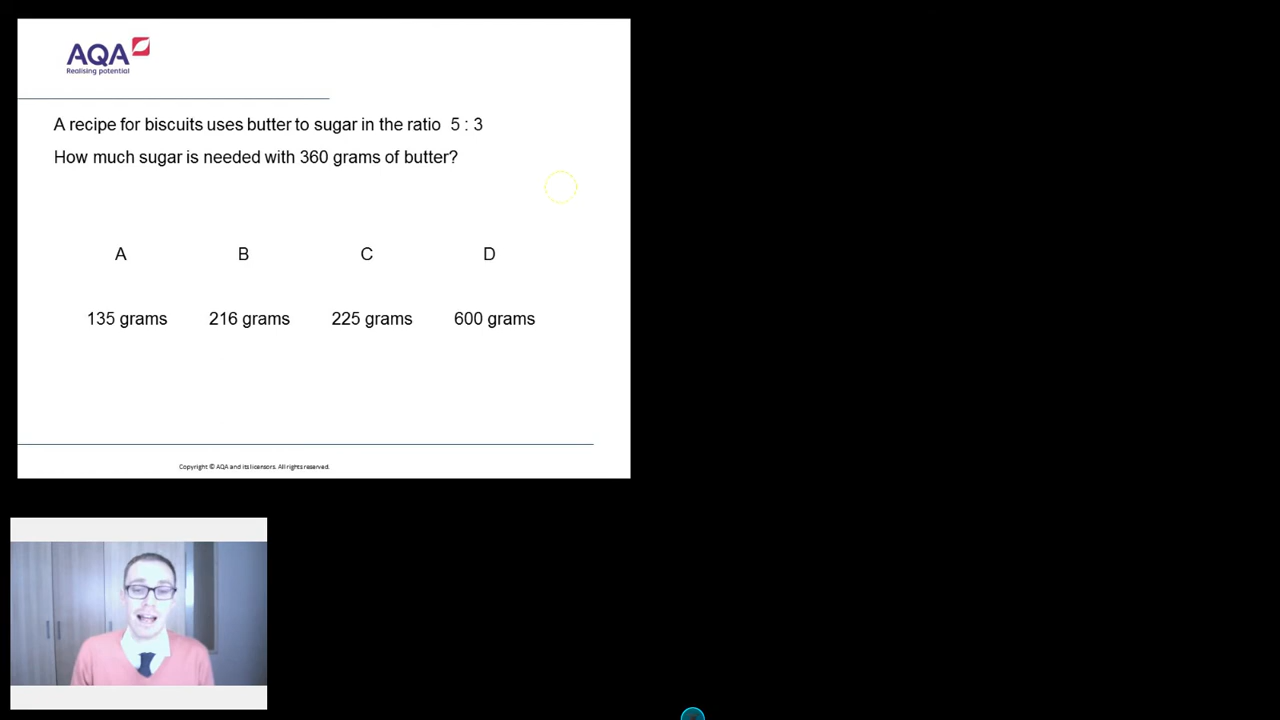 AQA
Realising potential
A recipe for biscuits uses butter to sugar in the ratio 5 : 3
How much sugar is needed with 360 grams of butter?
A B C D
135 grams 216 grams 225 grams 600 grams
Copyright © AQA and its licensors. All rights reserved.